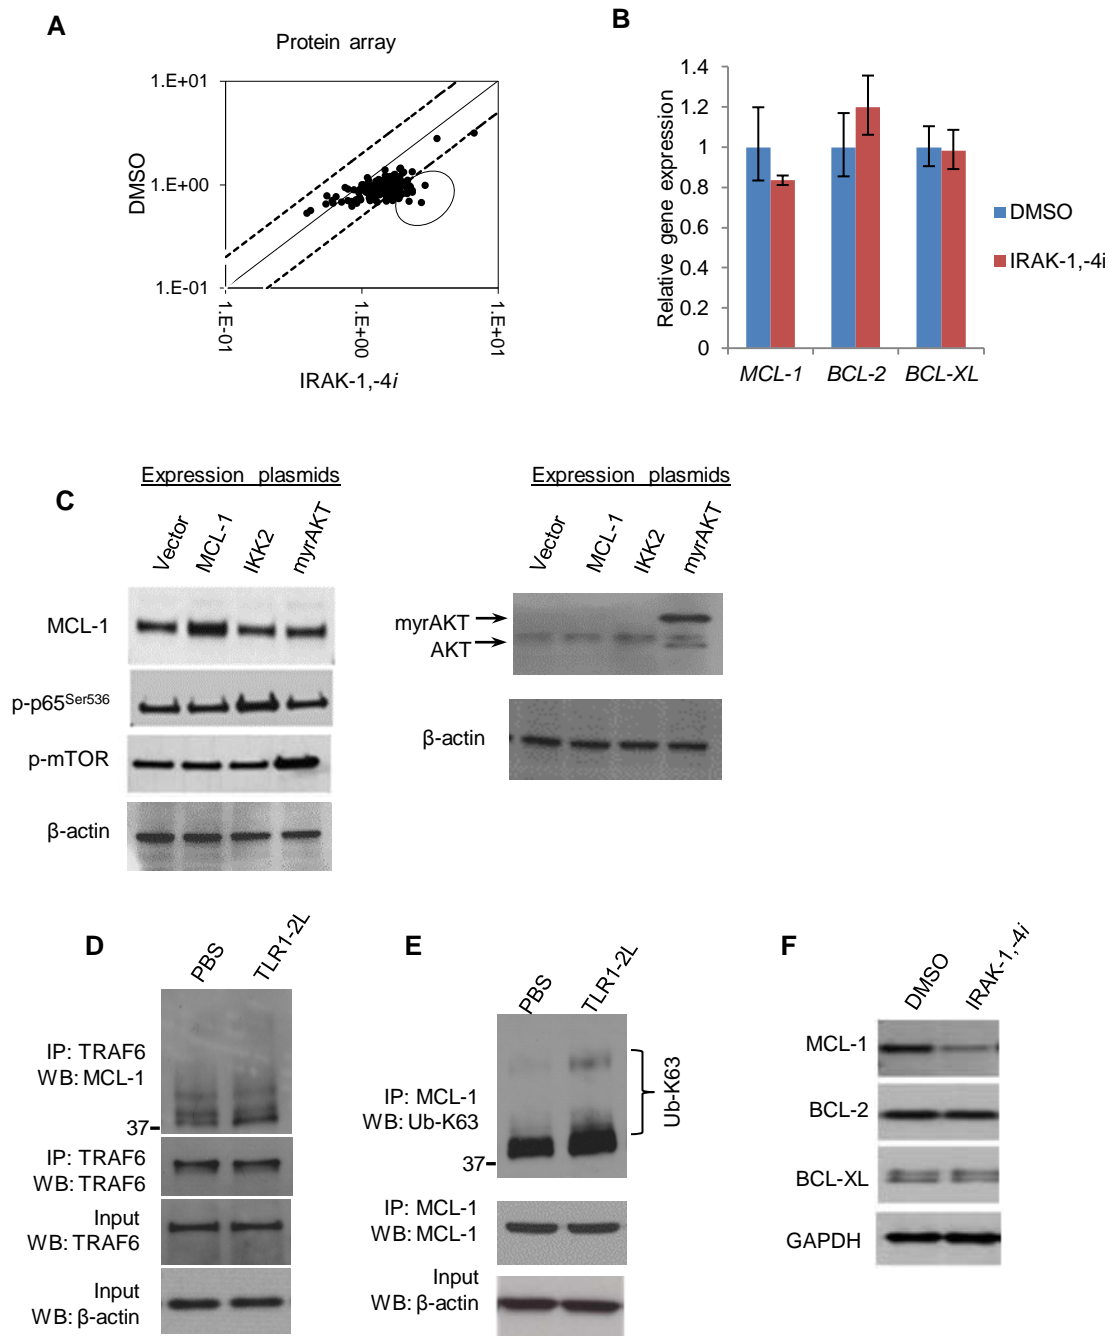 A
Protein array
1.E+01
1.E+00
1.E-01
DMSO
1.E-01
1.E+00
1.E+01
IRAK-1,-4i
B
1.4
1.2
1
0.8
0.6
0.4
0.2
0
Relative gene expression
MCL-1 BCL-2 BCL-XL
DMSO
IRAK-1,-4i
C
Expression plasmids
Vector MCL-1 IKK2 myrAKT
MCL-1
p-p65Ser536
p-mTOR
β-actin
Expression plasmids
Vector MCL-1 IKK2 myrAKT
myrAKT
AKT
β-actin
D
PBS TLR1-2L
IP: TRAF6
WB: MCL-1
37
IP: TRAF6
WB: TRAF6
Input
WB: TRAF6
Input
WB: β-actin
E
PBS TLR1-2L
IP: MCL-1
WB: Ub-K63
Ub-K63
37
IP: MCL-1
WB: MCL-1
Input
WB: β-actin
F
DMSO IRAK-1,-4i
MCL-1
BCL-2
BCL-XL
GAPDH